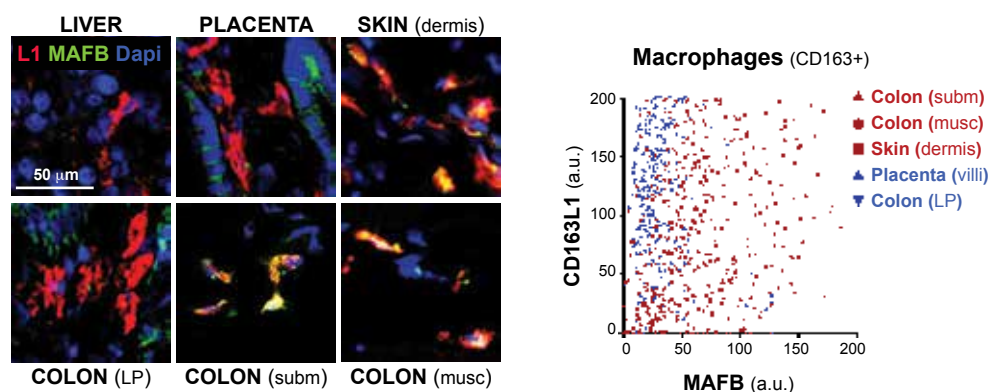 LIVER
PLACENTA
SKIN (dermis)
L1 MAFB Dapi
50 µm
COLON (LP)
COLON (subm)
COLON (musc)
Macrophages (CD163+)
CD163L1 (a.u.)
200
150
100
50
0
0
50
100
150
200
MAFB (a.u.)
Colon (subm)
Colon (musc)
Skin (dermis)
Placenta (villi)
Colon (LP)